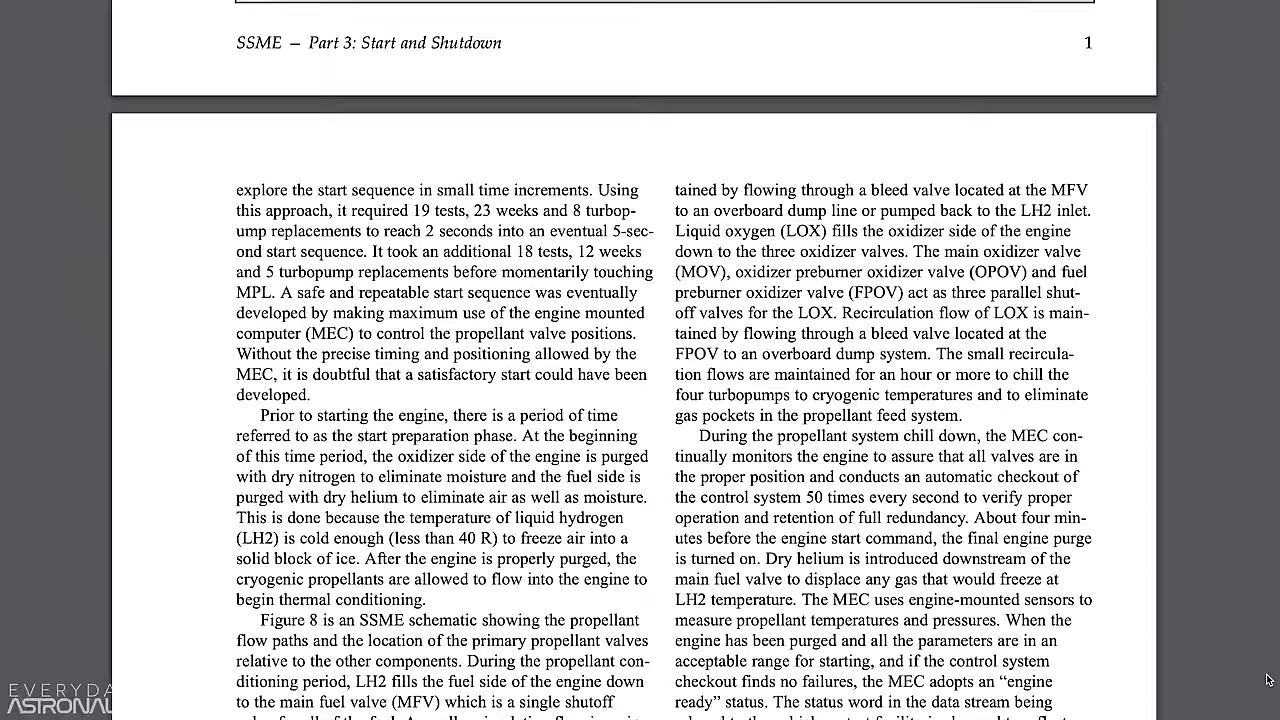 SSME – Part 3: Start and Shutdown
1
explore the start sequence in small time increments. Using
this approach, it required 19 tests, 23 weeks and 8 turbop-
ump replacements to reach 2 seconds into an eventual 5-sec-
ond start sequence. It took an additional 18 tests, 12 weeks
and 5 turbopump replacements before momentarily touching
MPL. A safe and repeatable start sequence was eventually
developed by making maximum use of the engine mounted
computer (MEC) to control the propellant valve positions.
Without the precise timing and positioning allowed by the
MEC, it is doubtful that a satisfactory start could have been
developed.
Prior to starting the engine, there is a period of time
referred to as the start preparation phase. At the beginning
of this time period, the oxidizer side of the engine is purged
with dry nitrogen to eliminate moisture and the fuel side is
purged with dry helium to eliminate air as well as moisture.
This is done because the temperature of liquid hydrogen
(LH2) is cold enough (less than 40 R) to freeze air into a
solid block of ice. After the engine is properly purged, the
cryogenic propellants are allowed to flow into the engine to
begin thermal conditioning.
Figure 8 is an SSME schematic showing the propellant
flow paths and the location of the primary propellant valves
relative to the other components. During the propellant con-
ditioning period, LH2 fills the fuel side of the engine down
to the main fuel valve (MFV) which is a single shutoff
tained by flowing through a bleed valve located at the MFV
to an overboard dump line or pumped back to the LH2 inlet.
Liquid oxygen (LOX) fills the oxidizer side of the engine
down to the three oxidizer valves. The main oxidizer valve
(MOV), oxidizer preburner oxidizer valve (OPOV) and fuel
preburner oxidizer valve (FPOV) act as three parallel shut-
off valves for the LOX. Recirculation flow of LOX is main-
tained by flowing through a bleed valve located at the
FPOV to an overboard dump system. The small recircula-
tion flows are maintained for an hour or more to chill the
four turbopumps to cryogenic temperatures and to eliminate
gas pockets in the propellant feed system.
During the propellant system chill down, the MEC con-
tinually monitors the engine to assure that all valves are in
the proper position and conducts an automatic checkout of
the control system 50 times every second to verify proper
operation and retention of full redundancy. About four min-
utes before the engine start command, the final engine purge
is turned on. Dry helium is introduced downstream of the
main fuel valve to displace any gas that would freeze at
LH2 temperature. The MEC uses engine-mounted sensors to
measure propellant temperatures and pressures. When the
engine has been purged and all the parameters are in an
acceptable range for starting, and if the control system
checkout finds no failures, the MEC adopts an “engine
ready” status. The status word in the data stream being
EVERYDA
ASTRONAU